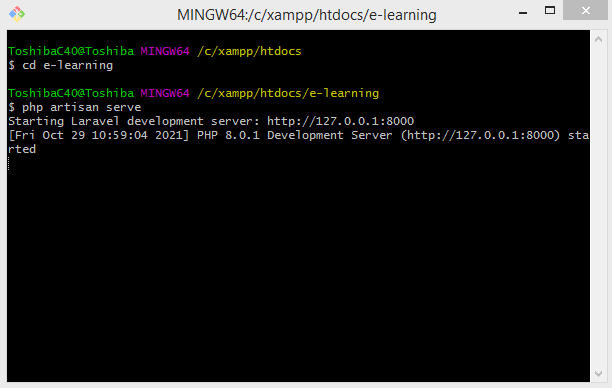 MINGW64:/c/xampp/htdocs/e-learning
ToshibaC40@Toshiba MINGW64 /c/xampp/htdocs
$ cd e-learning
ToshibaC40@Toshiba MINGW64 /c/xampp/htdocs/e-learning
$ php artisan serve
Starting Laravel development server: http://127.0.0.1:8000
[Fri Oct 29 10:59:04 2021] PHP 8.0.1 Development Server (http://127.0.0.1:8000) sta
rted